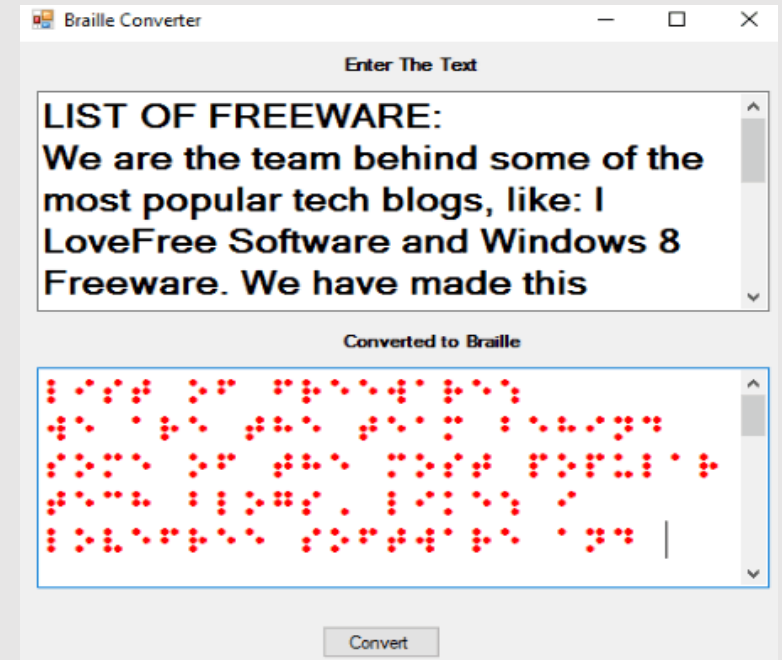 Braille Converter
Enter The Text
LIST OF FREEWARE:
We are the team behind some of the
most popular tech blogs, like: I
LoveFree Software and Windows 8
Freeware. We have made this
Converted to Braille
⠇⠊⠎⠞ ⠕⠋ ⠋⠗⠑⠑⠺⠁⠗⠑
⠺⠑ ⠁⠗⠑ ⠞⠓⠑ ⠞⠑⠁⠍ ⠃⠑⠓⠊⠝⠙
⠎⠕⠍⠑ ⠕⠋ ⠞⠓⠑ ⠍⠕⠎⠞ ⠏⠕⠏⠥⠇⠁⠗
⠞⠑⠉⠓ ⠃⠇⠕⠛⠎ ⠇⠊⠅⠑ ⠊
⠇⠕⠧⠑⠋⠗⠑⠑ ⠎⠕⠋⠞⠺⠁⠗⠑ ⠁⠝⠙
Convert